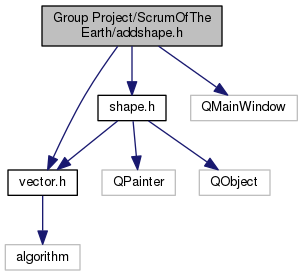 Group Project/ScrumOfThe
Earth/addshape.h
shape.h
QMainWindow
vector.h
QPainter
QObject
algorithm